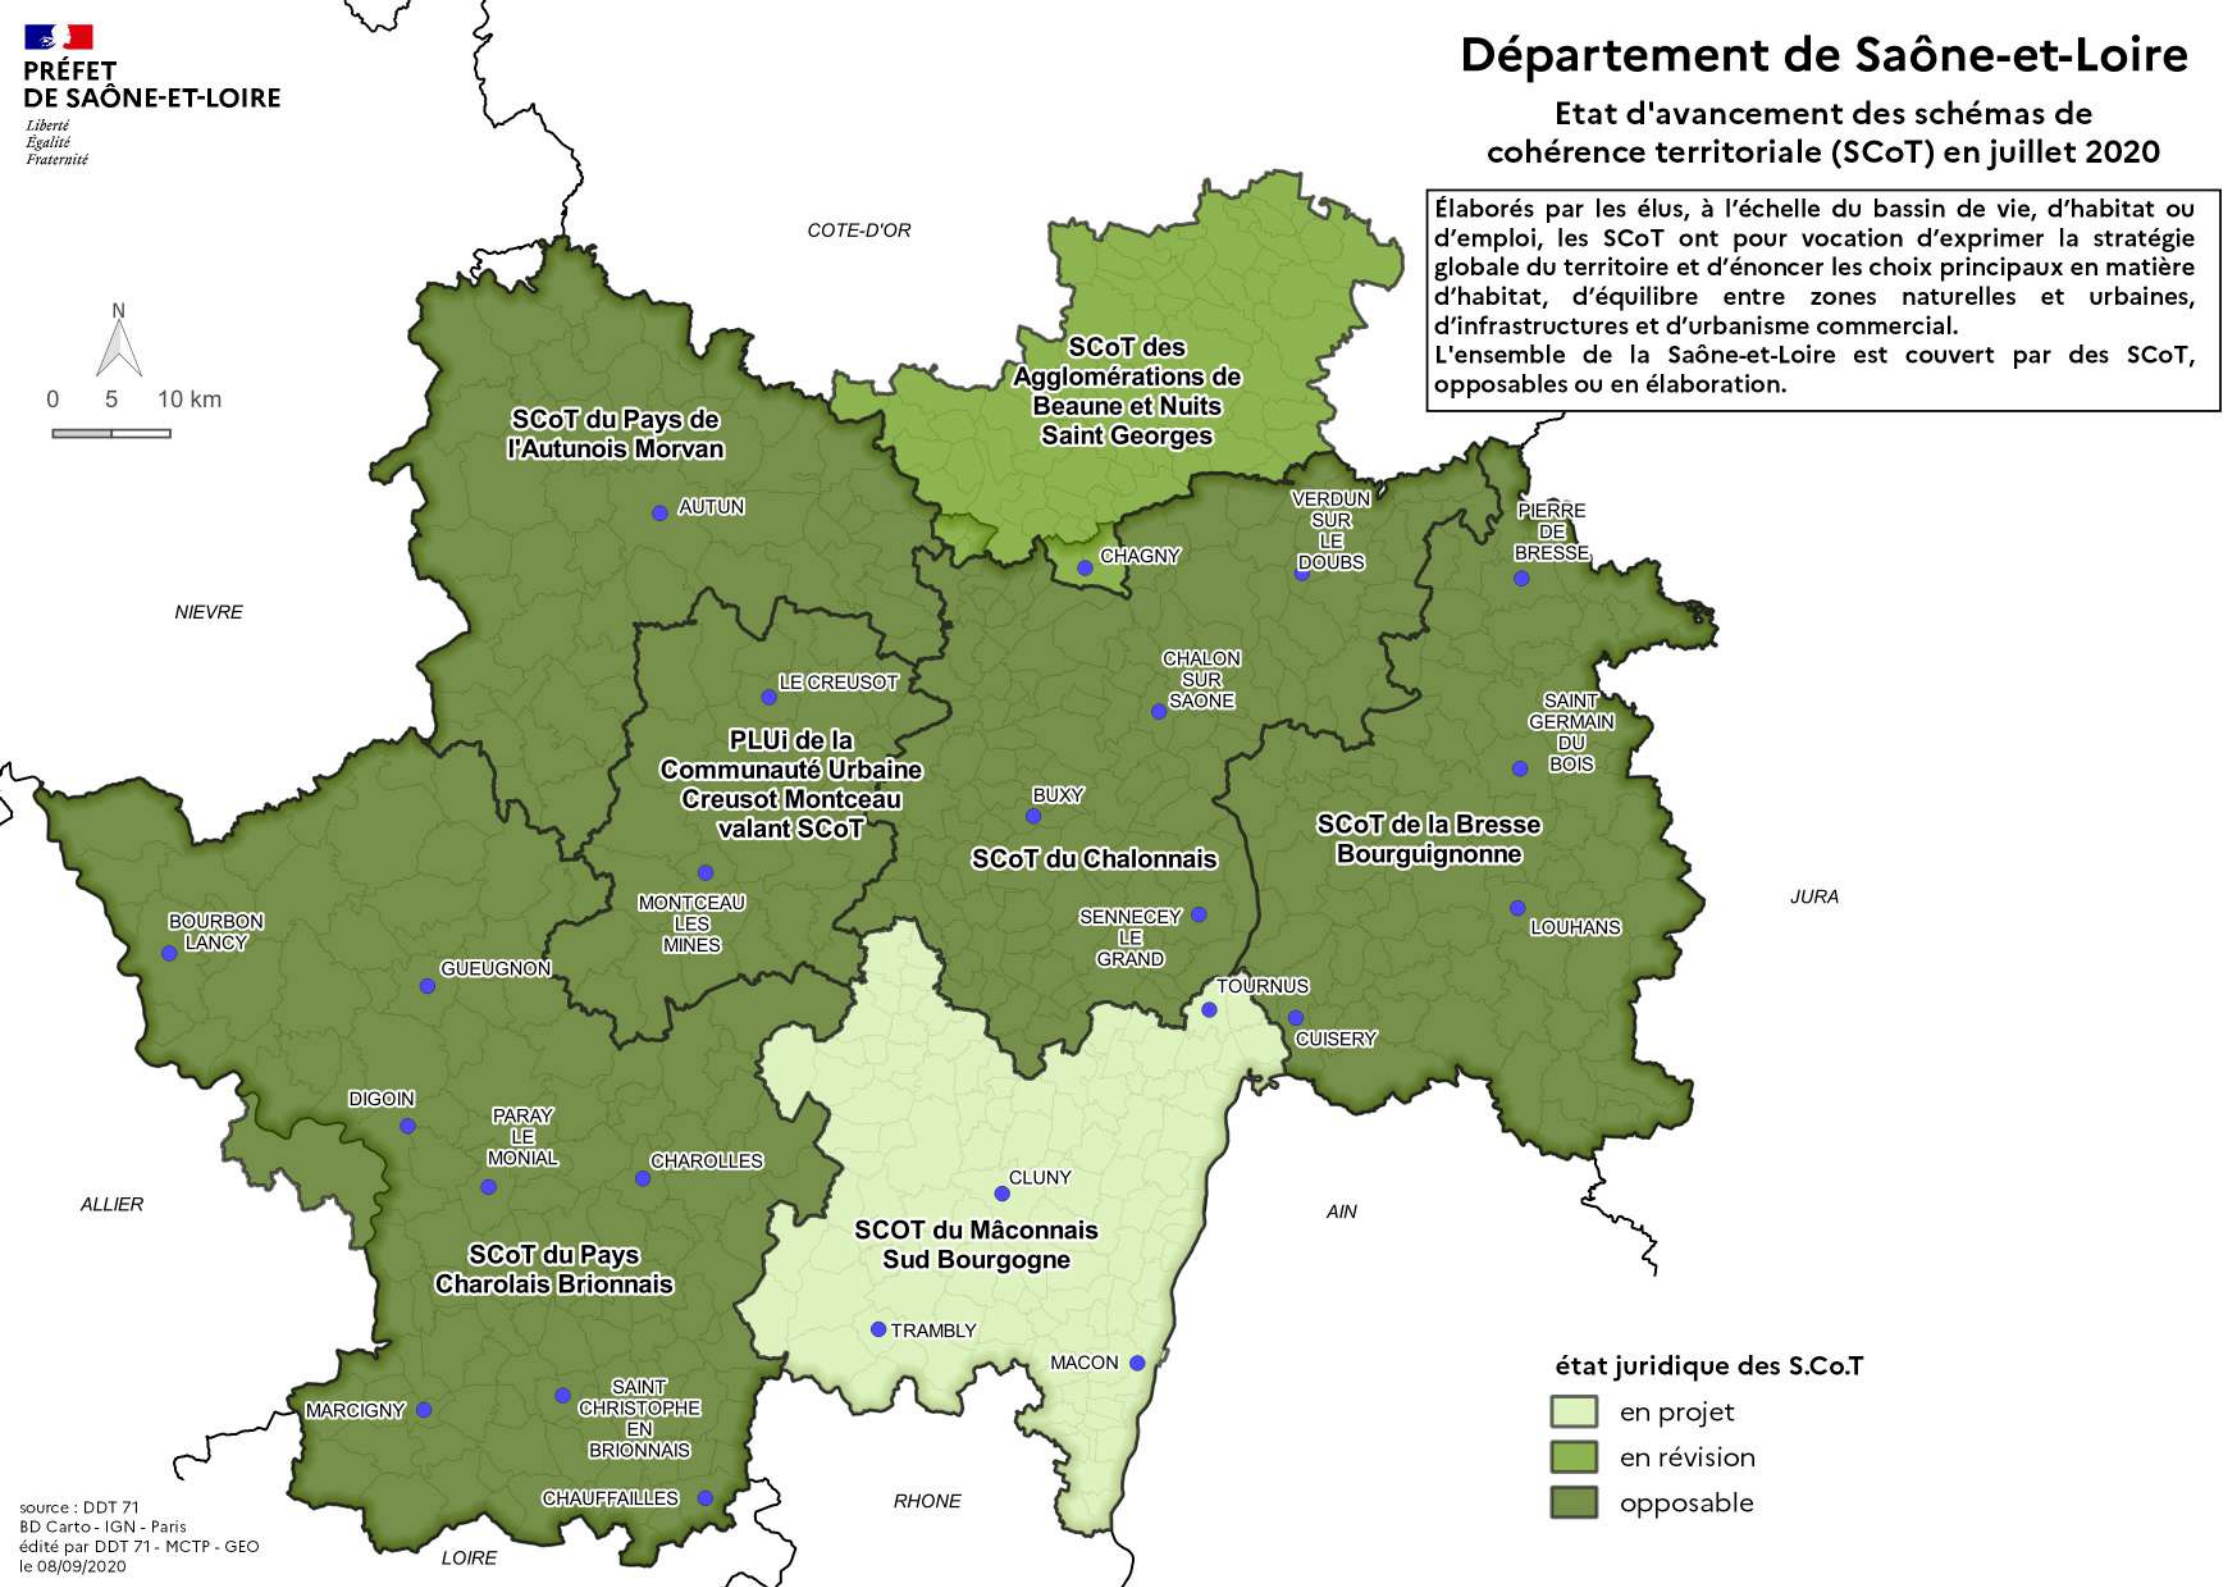 PRÉFET
DE SAÔNE-ET-LOIRE
Liberté
Égalité
Fraternité
Département de Saône-et-Loire
Etat d'avancement des schémas de
cohérence territoriale (SCoT) en juillet 2020
Élaborés par les élus, à l’échelle du bassin de vie, d’habitat ou
d’emploi, les SCoT ont pour vocation d’exprimer la stratégie
globale du territoire et d’énoncer les choix principaux en matière
d’habitat, d’équilibre entre zones naturelles et urbaines,
d’infrastructures et d’urbanisme commercial.
L'ensemble de la Saône-et-Loire est couvert par des SCoT,
opposables ou en élaboration.
N
0 5 10 km
COTE-D'OR
SCoT des
Agglomérations de
Beaune et Nuits
Saint Georges
SCoT du Pays de
l'Autunois Morvan
AUTUN
VERDUN
SUR
LE
DOUBS
PIERRE
DE
BRESSE
CHAGNY
NIEVRE
CHALON
SUR
SAONE
LE CREUSOT
SAINT
GERMAIN
DU
BOIS
PLUi de la
Communauté Urbaine
Creusot Montceau
valant SCoT
BUXY
SCoT de la Bresse
Bourguignonne
SCoT du Chalonnais
JURA
MONTCEAU
LES
MINES
BOURBON
LANCY
SENNECEY
LE
GRAND
LOUHANS
GUEUGNON
TOURNUS
CUISERY
DIGOIN
PARAY
LE
MONIAL
CHAROLLES
CLUNY
ALLIER
AIN
SCOT du Mâconnais
Sud Bourgogne
SCoT du Pays
Charolais Brionnais
TRAMBLY
MACON
MARCIGNY
SAINT
CHRISTOPHE
EN
BRIONNAIS
CHAUFFAILLES
RHONE
LOIRE
état juridique des S.Co.T
en projet
en révision
opposable
source : DDT 71
BD Carto - IGN - Paris
édité par DDT 71 - MCTP - GEO
le 08/09/2020